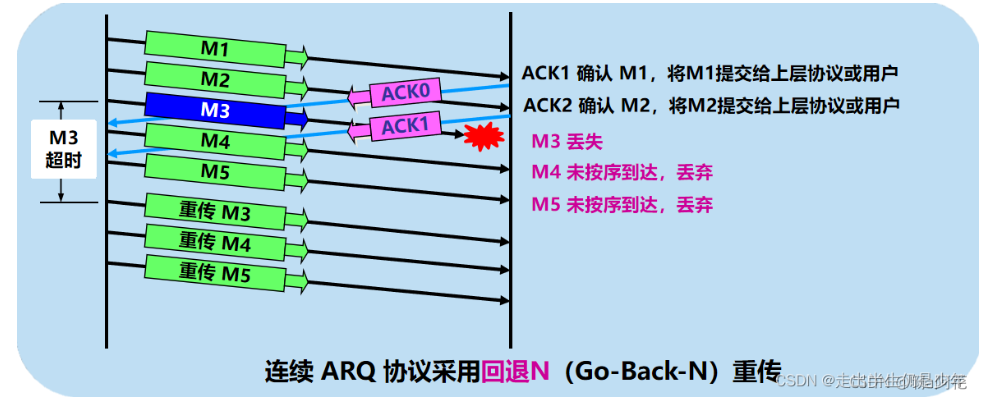 M1
M2
M3
M4
M5
重传 M3
重传 M4
重传 M5
ACK0
ACK1
M3
超时
ACK1 确认 M1，将M1提交给上层协议或用户
ACK2 确认 M2，将M2提交给上层协议或用户
M3 丢失
M4 未按序到达，丢弃
M5 未按序到达，丢弃
连续 ARQ 协议采用回退N（Go-Back-N）重传
CSDN @走出半生仍是少年